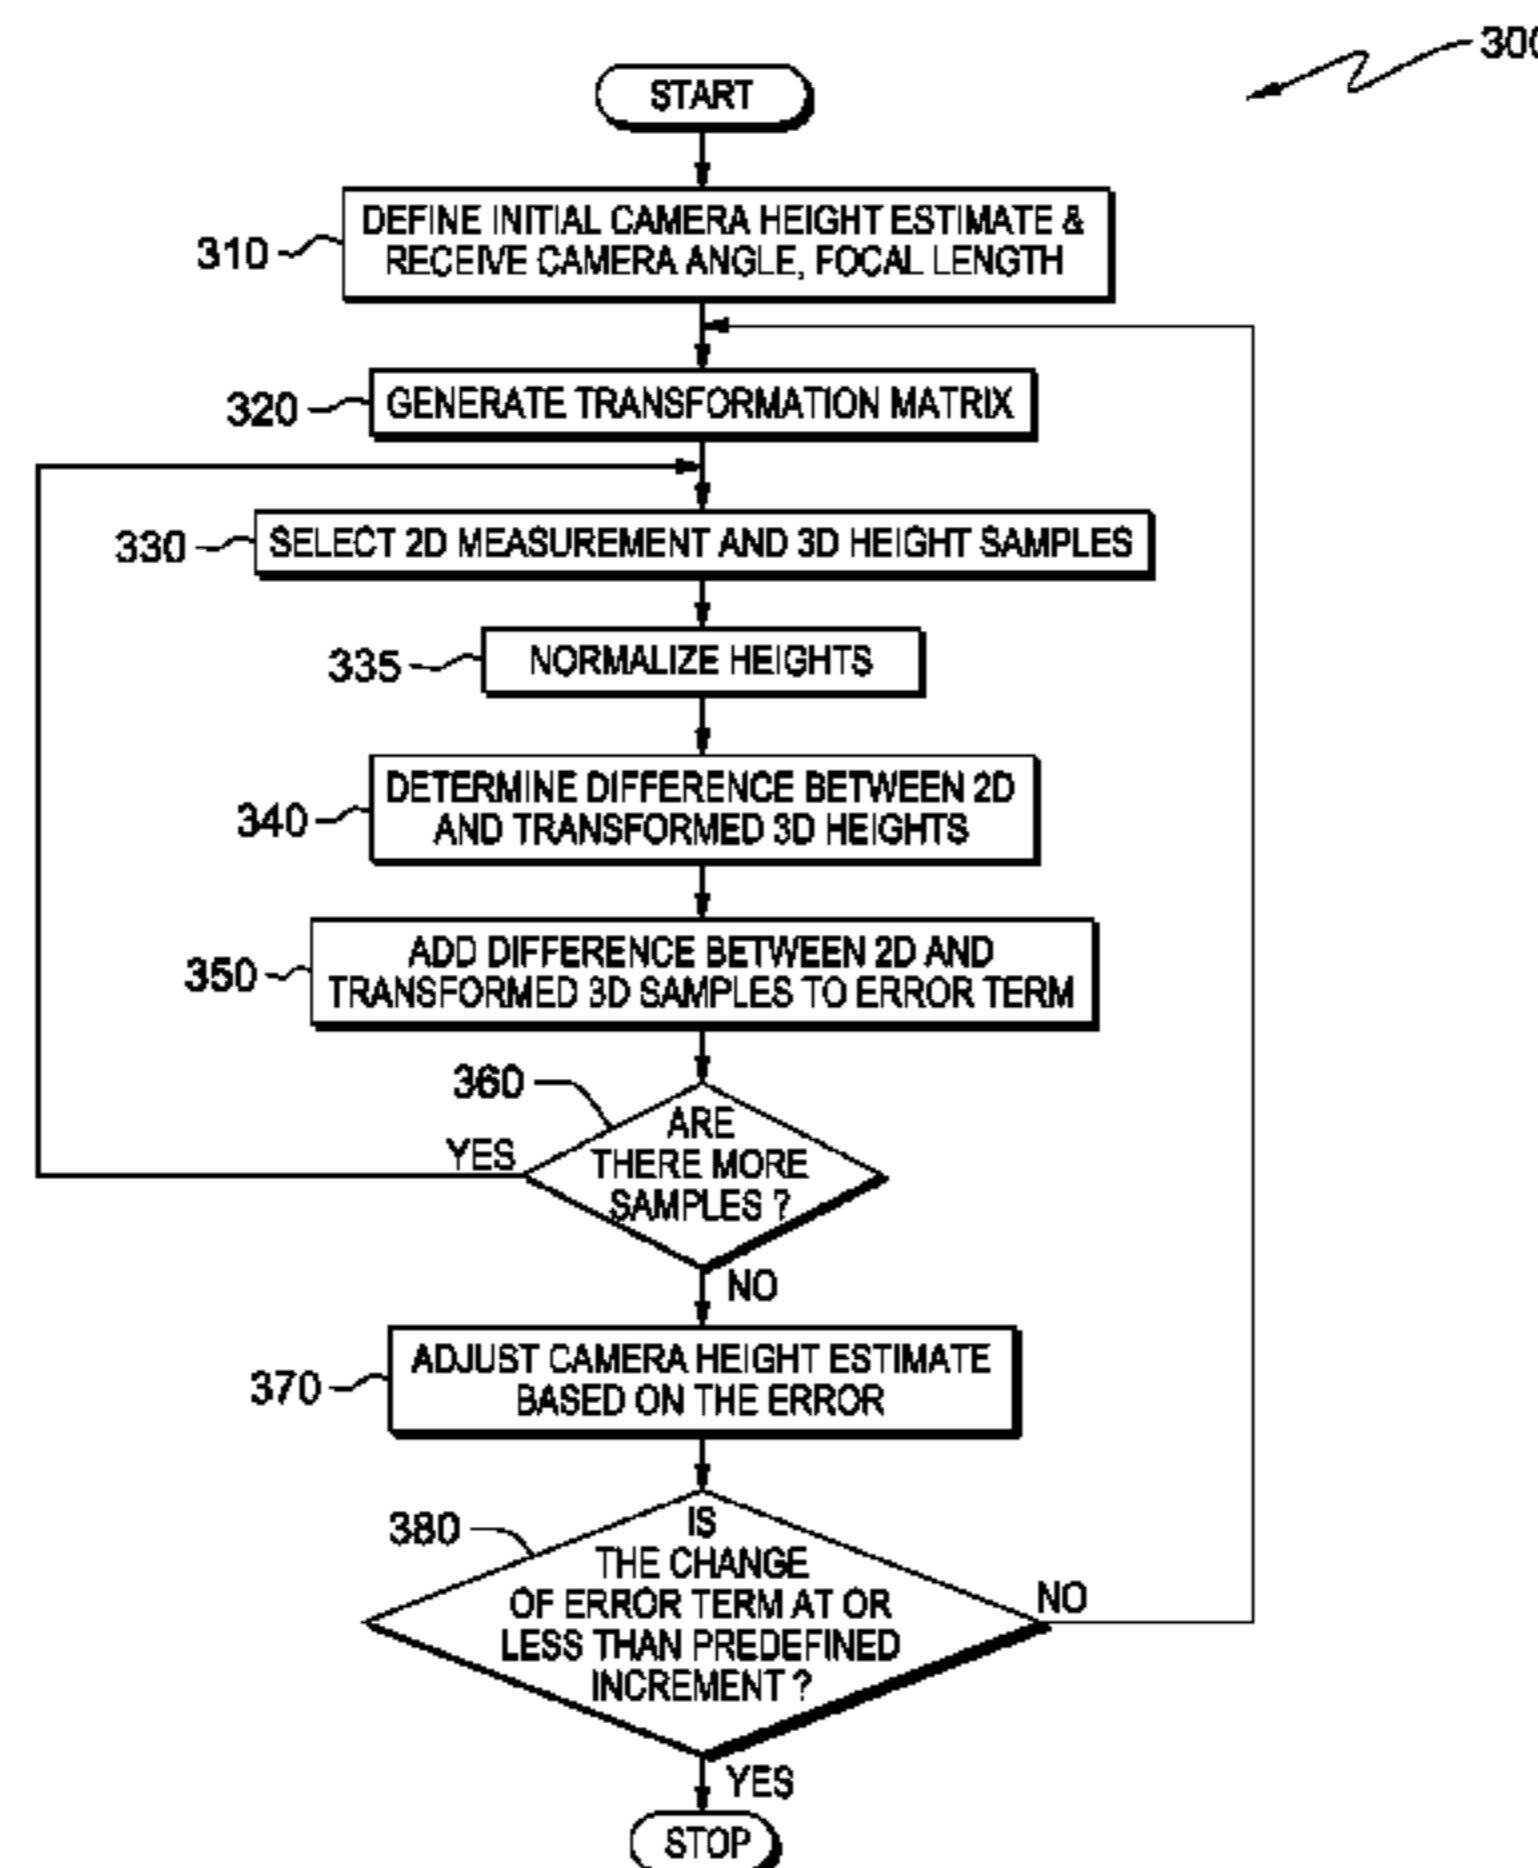 300
START
310
DEFINE INITIAL CAMERA HEIGHT ESTIMATE &
RECEIVE CAMERA ANGLE, FOCAL LENGTH
320
GENERATE TRANSFORMATION MATRIX
330
SELECT 2D MEASUREMENT AND 3D HEIGHT SAMPLES
335
NORMALIZE HEIGHTS
340
DETERMINE DIFFERENCE BETWEEN 2D
AND TRANSFORMED 3D HEIGHTS
350
ADD DIFFERENCE BETWEEN 2D AND
TRANSFORMED 3D SAMPLES TO ERROR TERM
360
ARE
THERE MORE
SAMPLES ?
YES
NO
370
ADJUST CAMERA HEIGHT ESTIMATE
BASED ON THE ERROR
380
IS
THE CHANGE
OF ERROR TERM AT OR
LESS THAN PREDEFINED
INCREMENT ?
NO
YES
STOP